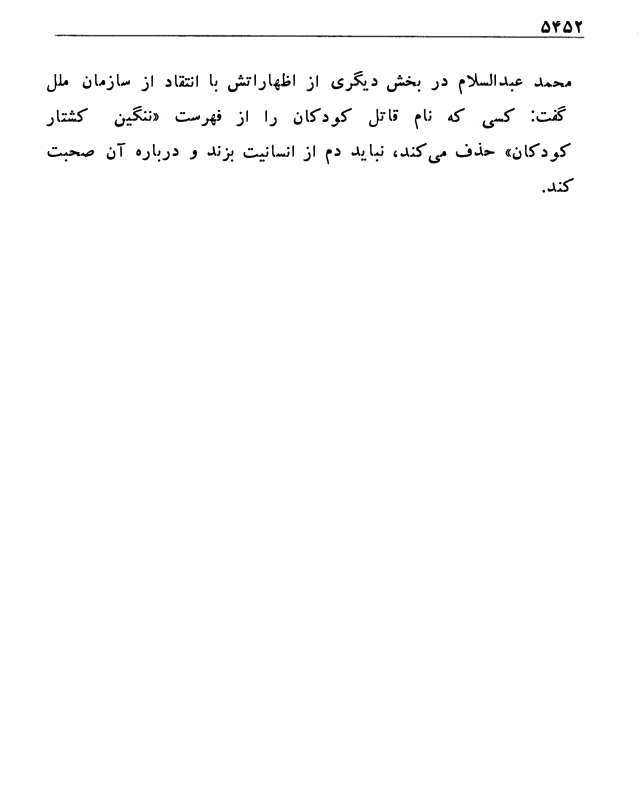 ۵۴۵۲
محمد عبدالسلام در بخش دیگری از اظهاراتش با انتقاد از سازمان ملل
گفت: کسی که نام قاتل کودکان را از فهرست «ننگین کشتار
کودکان» حذف می‌کند، نباید دم از انسانیت بزند و درباره آن صحبت
کند.